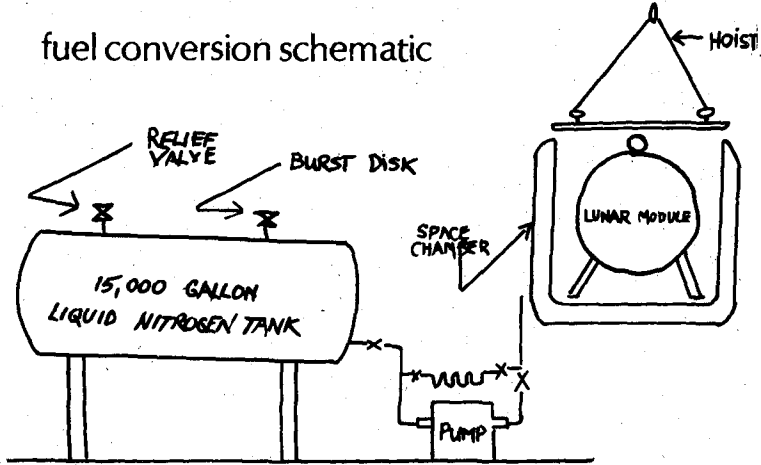 fuel conversion schematic
HOIST
RELIEF
VALVE
BURST DISK
SPACE
CHAMBER
LUNAR MODULE
15,000 GALLON
LIQUID NITROGEN TANK
PUMP